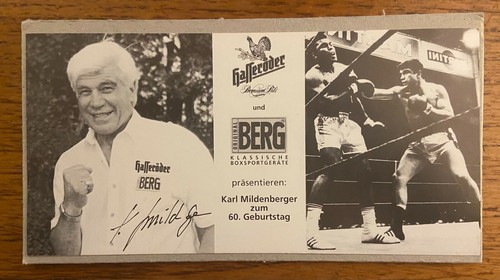 Hasseröder
Premium Pils
und
ORIGINAL
BERG
KLASSISCHE
BOXSPORTGERÄTE
präsentieren:
Karl Mildenberger
zum
60. Geburtstag
Hasseröder
BERG